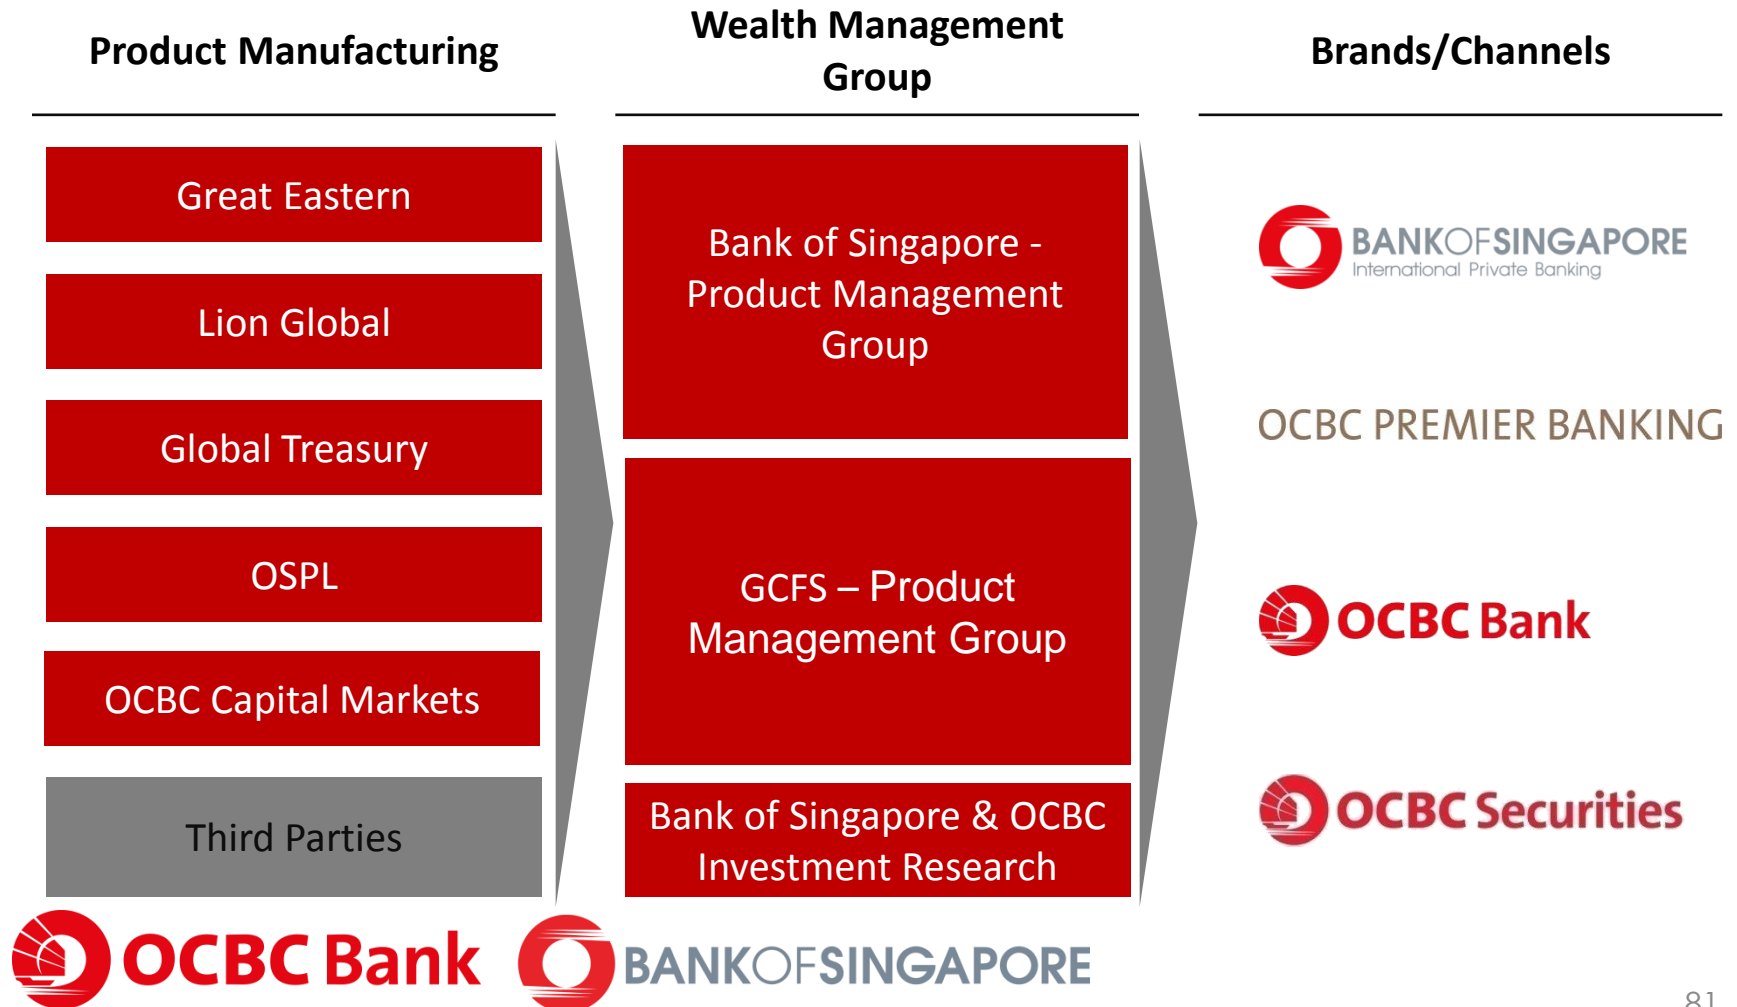 Product Manufacturing
Wealth Management
Group
Brands/Channels
Great Eastern
Lion Global
Global Treasury
OSPL
OCBC Capital Markets
Third Parties
Bank of Singapore -
Product Management
Group
GCFS – Product
Management Group
Bank of Singapore & OCBC
Investment Research
BANKOFSINGAPORE
International Private Banking
OCBC PREMIER BANKING
OCBC Bank
OCBC Securities
OCBC Bank
BANKOFSINGAPORE
81